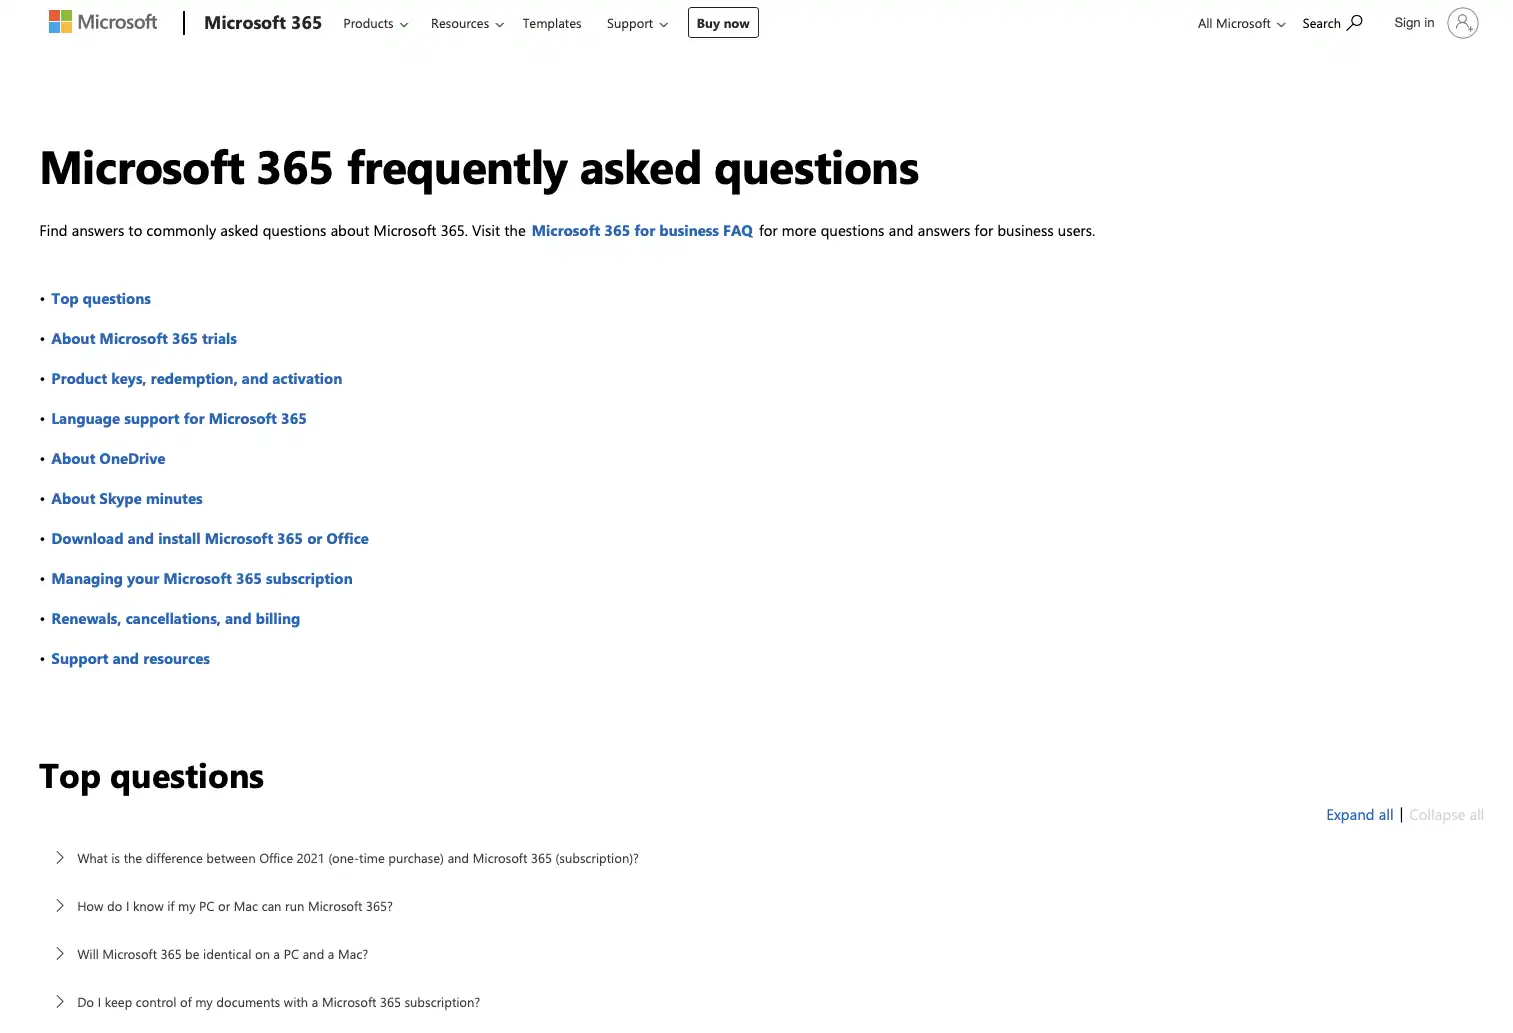 Microsoft
Microsoft 365
Products
Resources
Templates
Support
Buy now
All Microsoft
Search
Sign in
Microsoft 365 frequently asked questions
Find answers to commonly asked questions about Microsoft 365. Visit the Microsoft 365 for business FAQ for more questions and answers for business users.
• Top questions
• About Microsoft 365 trials
• Product keys, redemption, and activation
• Language support for Microsoft 365
• About OneDrive
• About Skype minutes
• Download and install Microsoft 365 or Office
• Managing your Microsoft 365 subscription
• Renewals, cancellations, and billing
• Support and resources
Top questions
Expand all | Collapse all
What is the difference between Office 2021 (one-time purchase) and Microsoft 365 (subscription)?
How do I know if my PC or Mac can run Microsoft 365?
Will Microsoft 365 be identical on a PC and a Mac?
Do I keep control of my documents with a Microsoft 365 subscription?